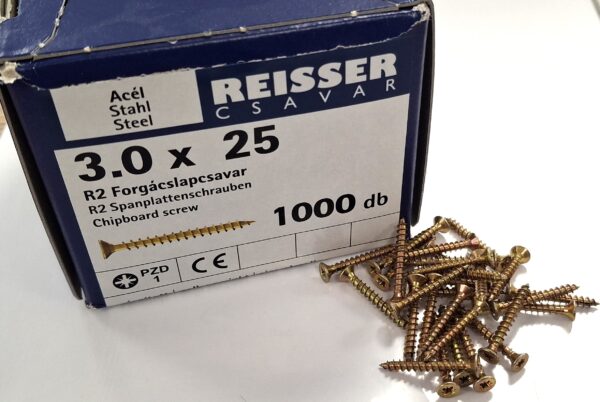 Acél
Stahl
Steel
REISSER
CSAVAR
3.0 x 25
R2 Forgácslapcsavar
R2 Spanplattenschrauben
Chipboard screw
1000 db
PZD
1
CE